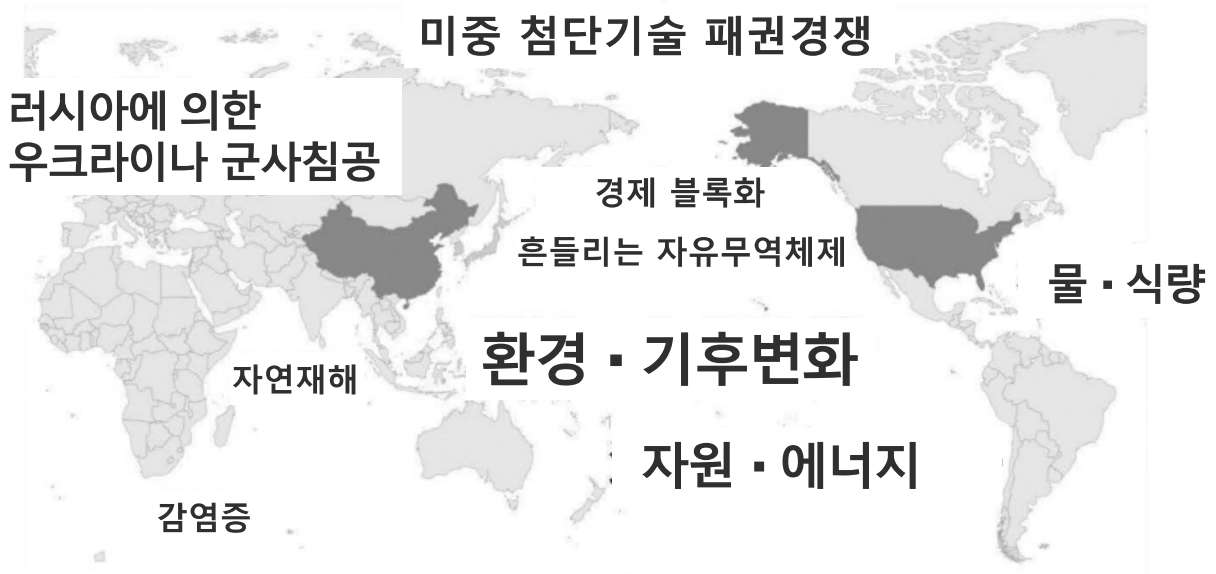 미중 첨단기술 패권경쟁
러시아에 의한
우크라이나 군사침공
경제 블록화
흔들리는 자유무역체제
물·식량
환경·기후변화
자연재해
자원·에너지
감염증